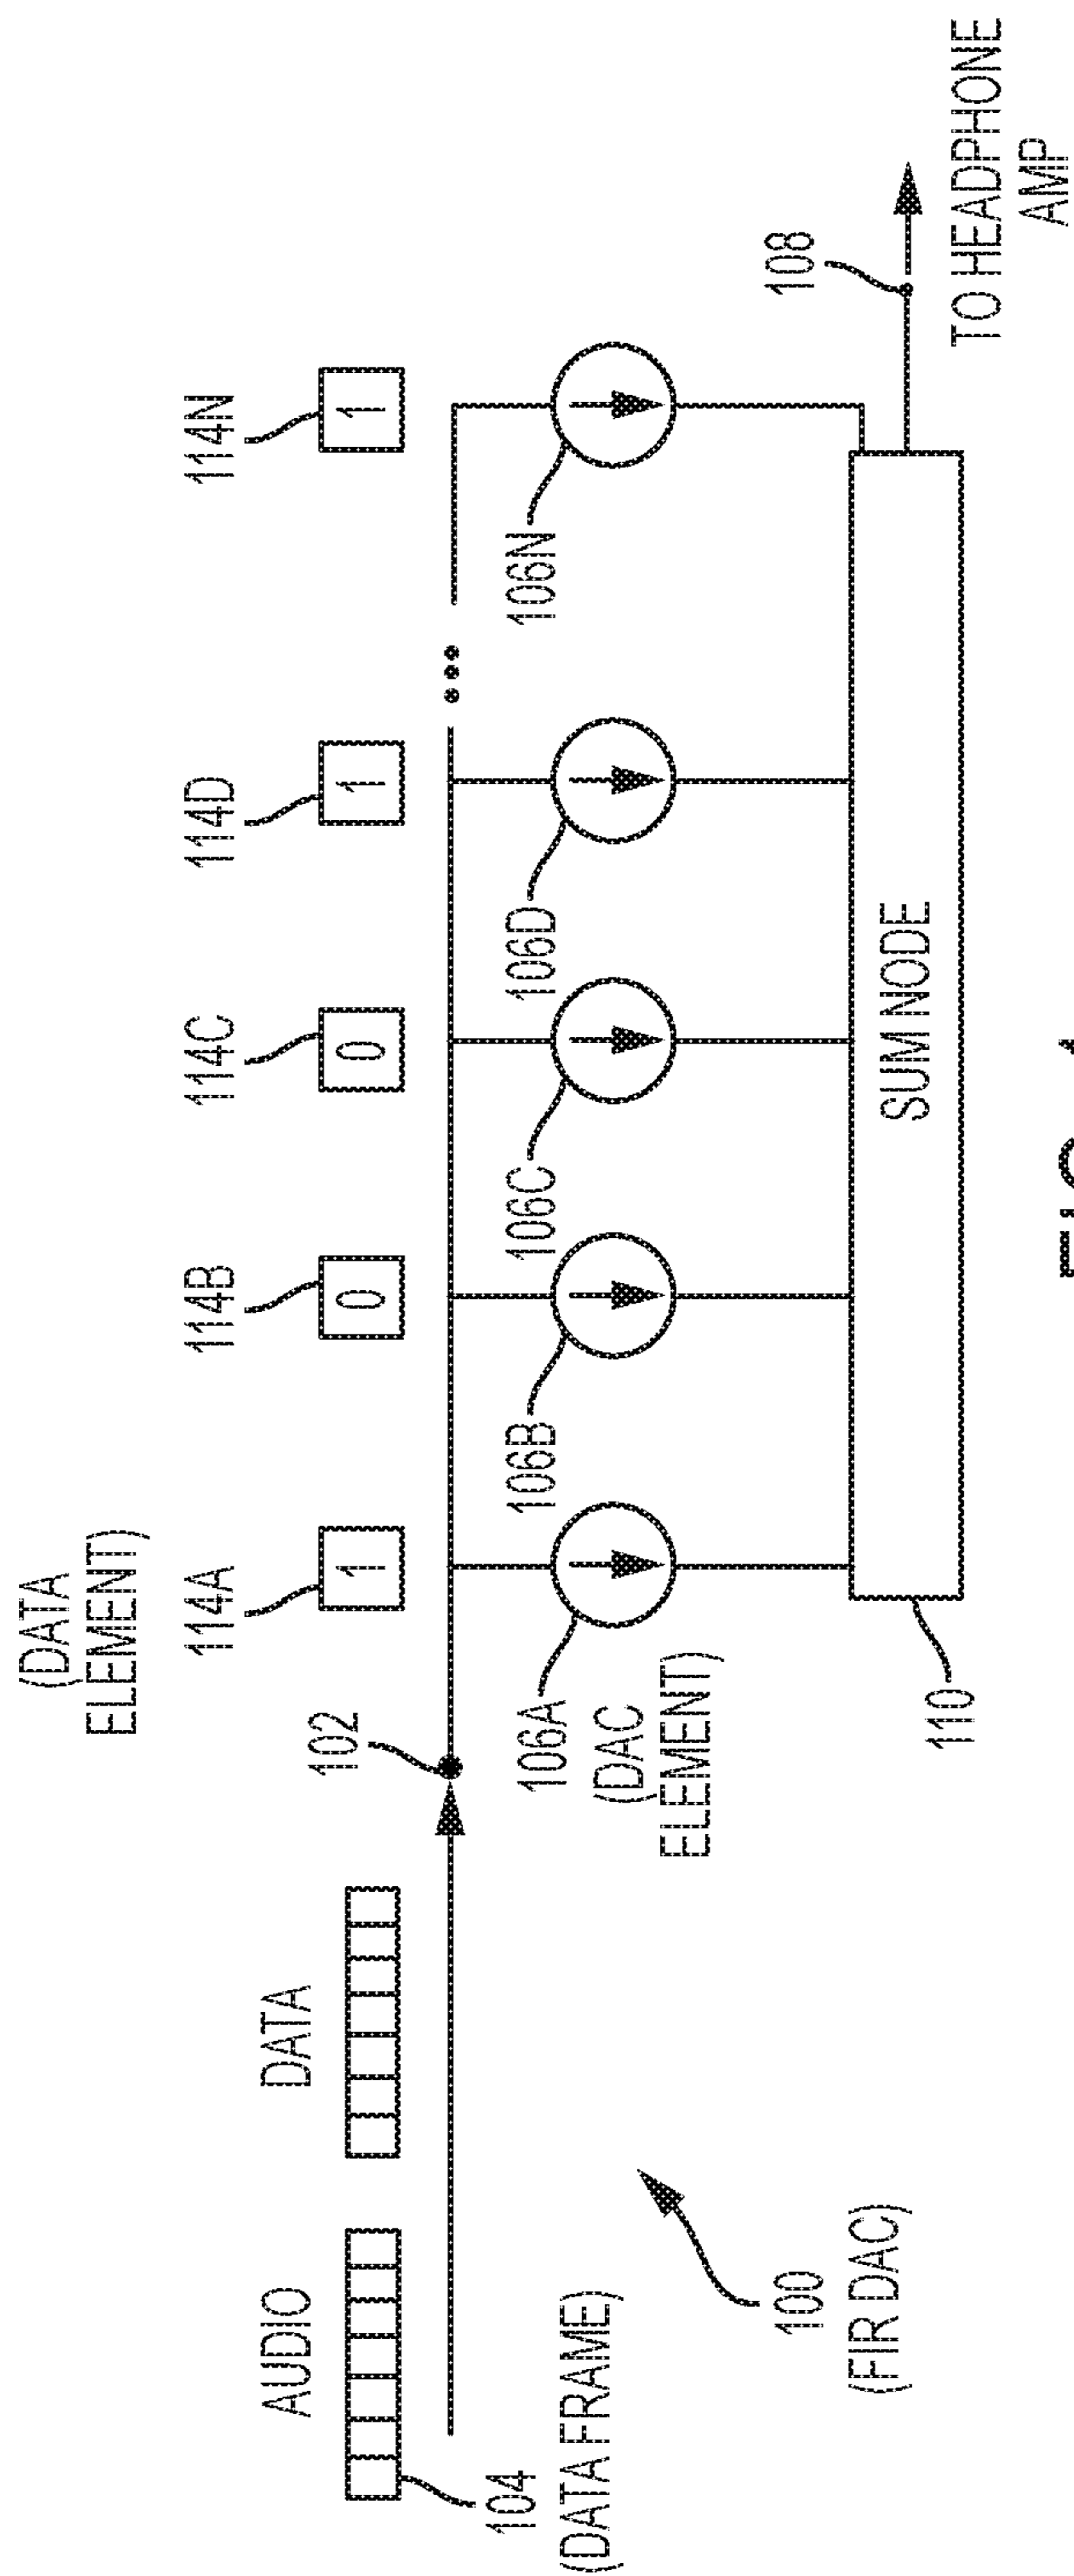 (DATA
ELEMENT)
114A
114B
114C
114D
114N
1
0
0
1
1
AUDIO
DATA
102
108
104
(DATA FRAME)
106A
(DAC
ELEMENT)
106B
106C
106D
106N
TO HEADPHONE
AMP
100
(FIR DAC)
110
SUM NODE